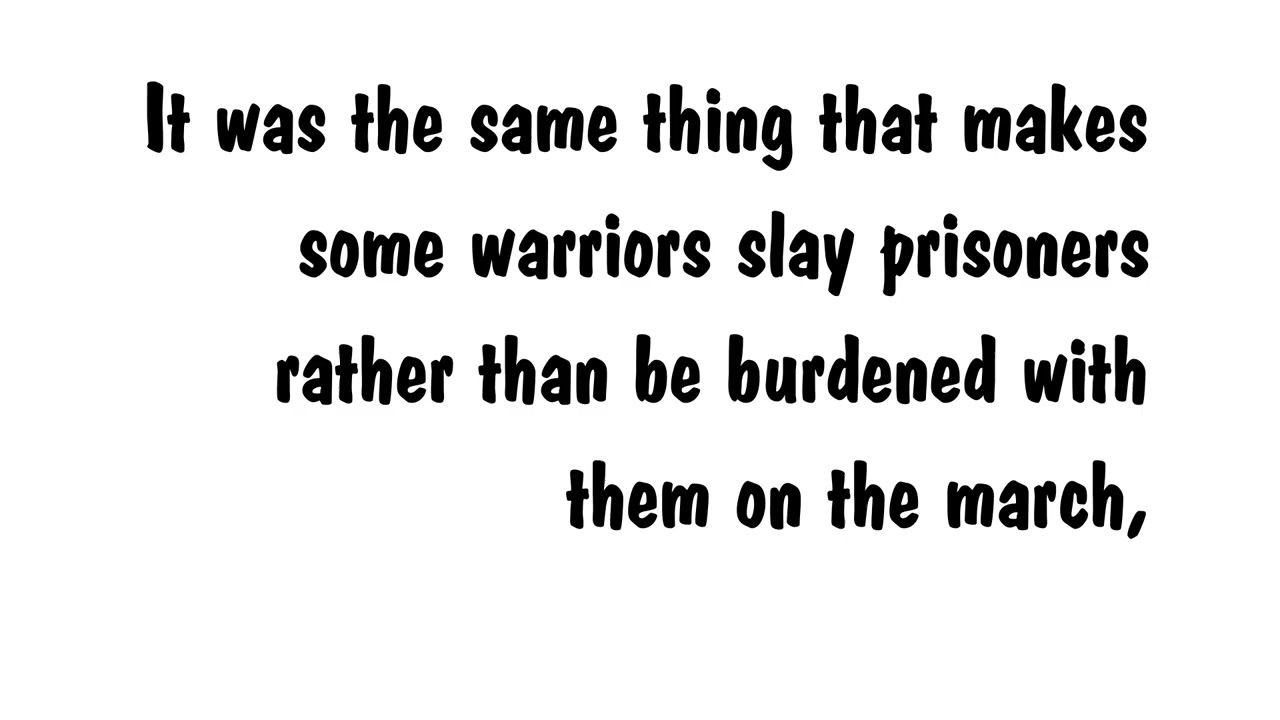 It was the same thing that makes
some warriors slay prisoners
rather than be burdened with
them on the march,